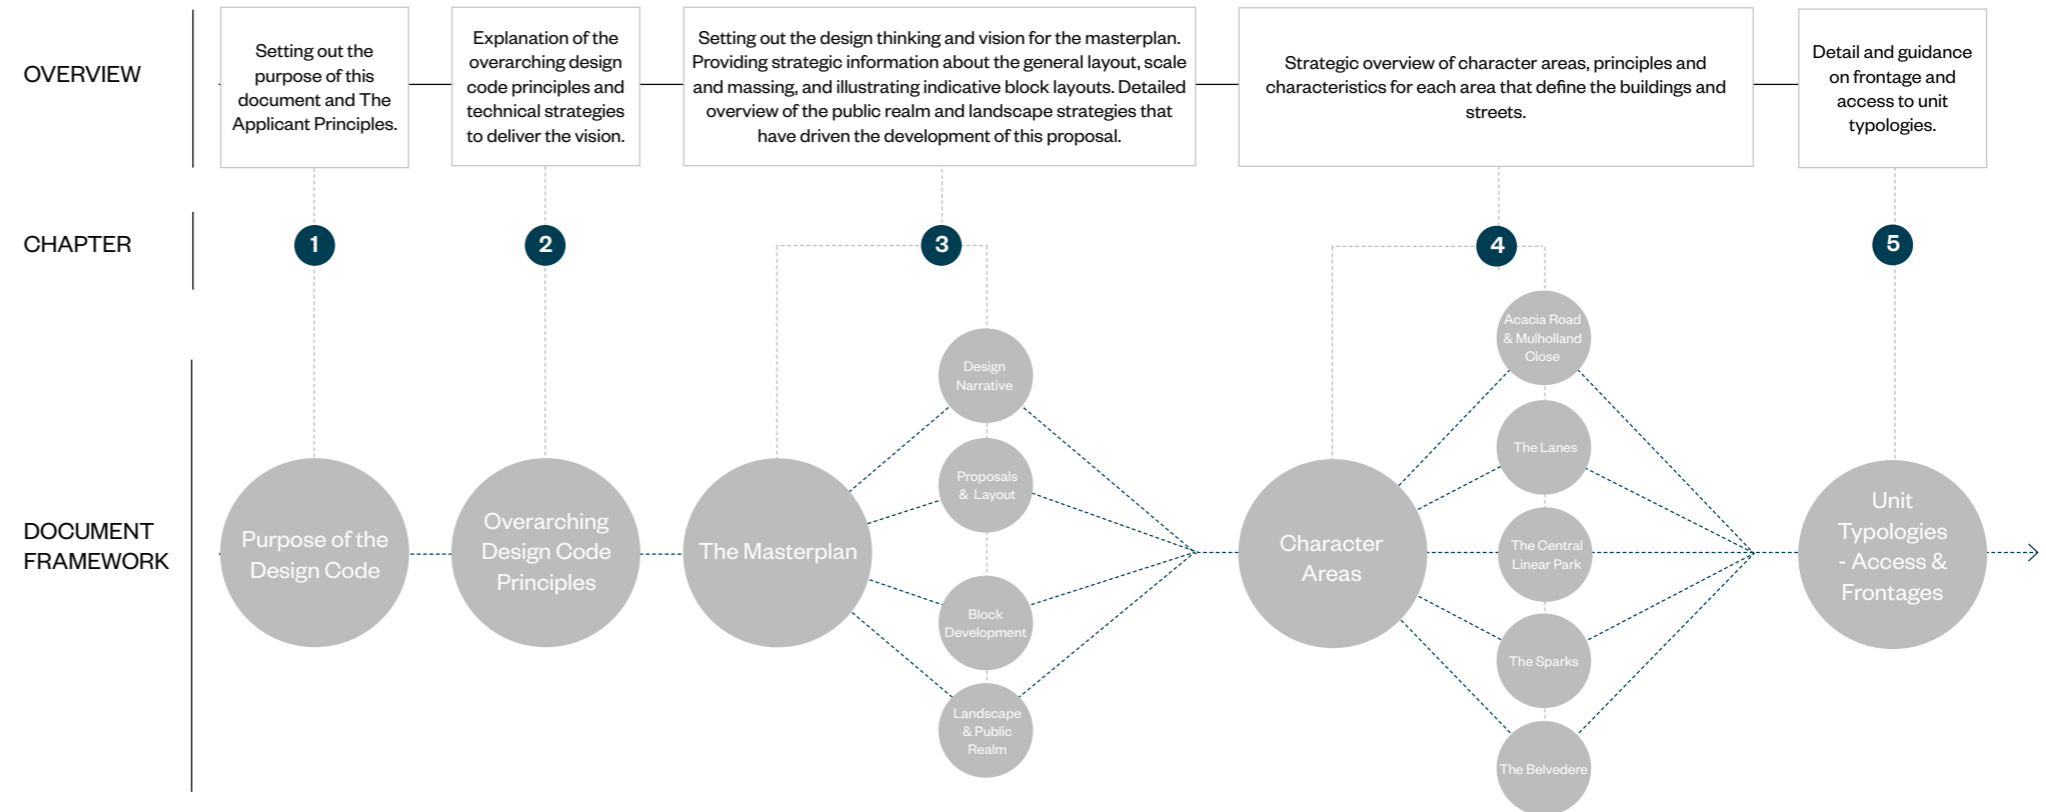 OVERVIEW
Setting out the
purpose of this
document and The
Applicant Principles.
Explanation of the
overarching design
code principles and
technical strategies
to deliver the vision.
Setting out the design thinking and vision for the masterplan.
Providing strategic information about the general layout, scale
and massing, and illustrating indicative block layouts. Detailed
overview of the public realm and landscape strategies that
have driven the development of this proposal.
Strategic overview of character areas, principles and
characteristics for each area that define the buildings and
streets.
Detail and guidance
on frontage and
access to unit
typologies.
CHAPTER
1
2
3
4
5
DOCUMENT
FRAMEWORK
Purpose of the
Design Code
Overarching
Design Code
Principles
The Masterplan
Design
Narrative
Proposals
& Layout
Block
Development
Landscape
& Public
Realm
Character
Areas
Acacia Road
& Mulholland
Close
The Lanes
The Central
Linear Park
The Sparks
The Belvedere
Unit
Typologies
- Access &
Frontages